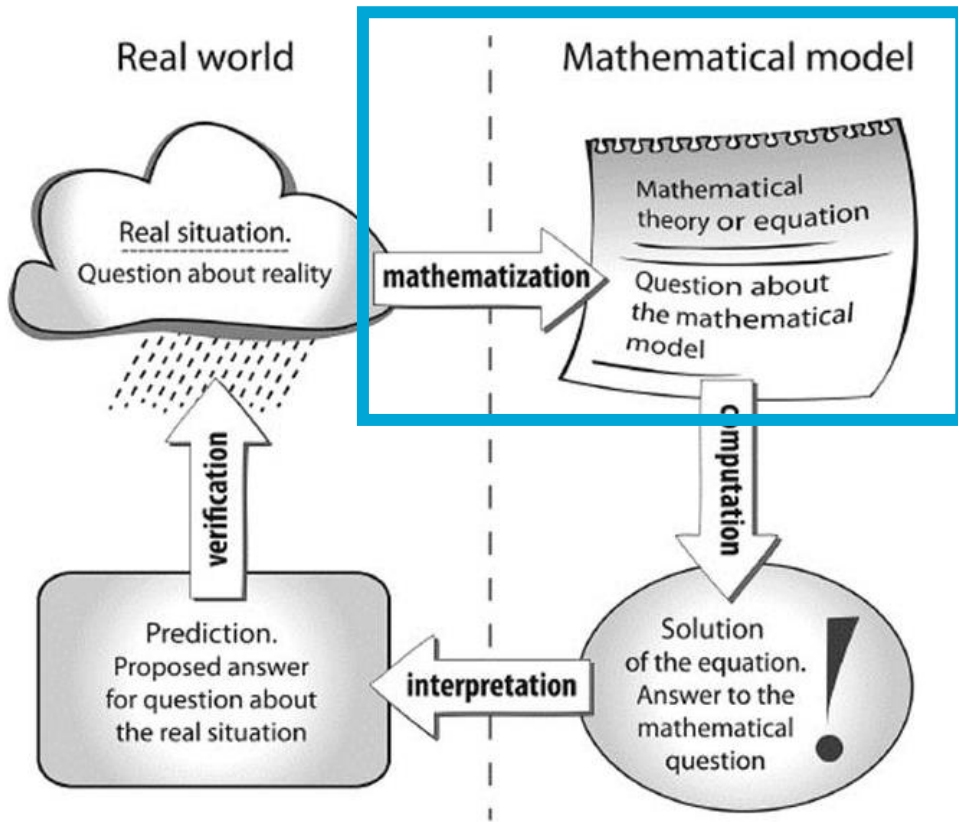 Real world
Mathematical model
Real situation.
Question about reality
mathematization
Mathematical
theory or equation
Question about
the mathematical
model
computation
verification
Prediction.
Proposed answer
for question about
the real situation
interpretation
Solution
of the equation.
Answer to the
mathematical
question
!